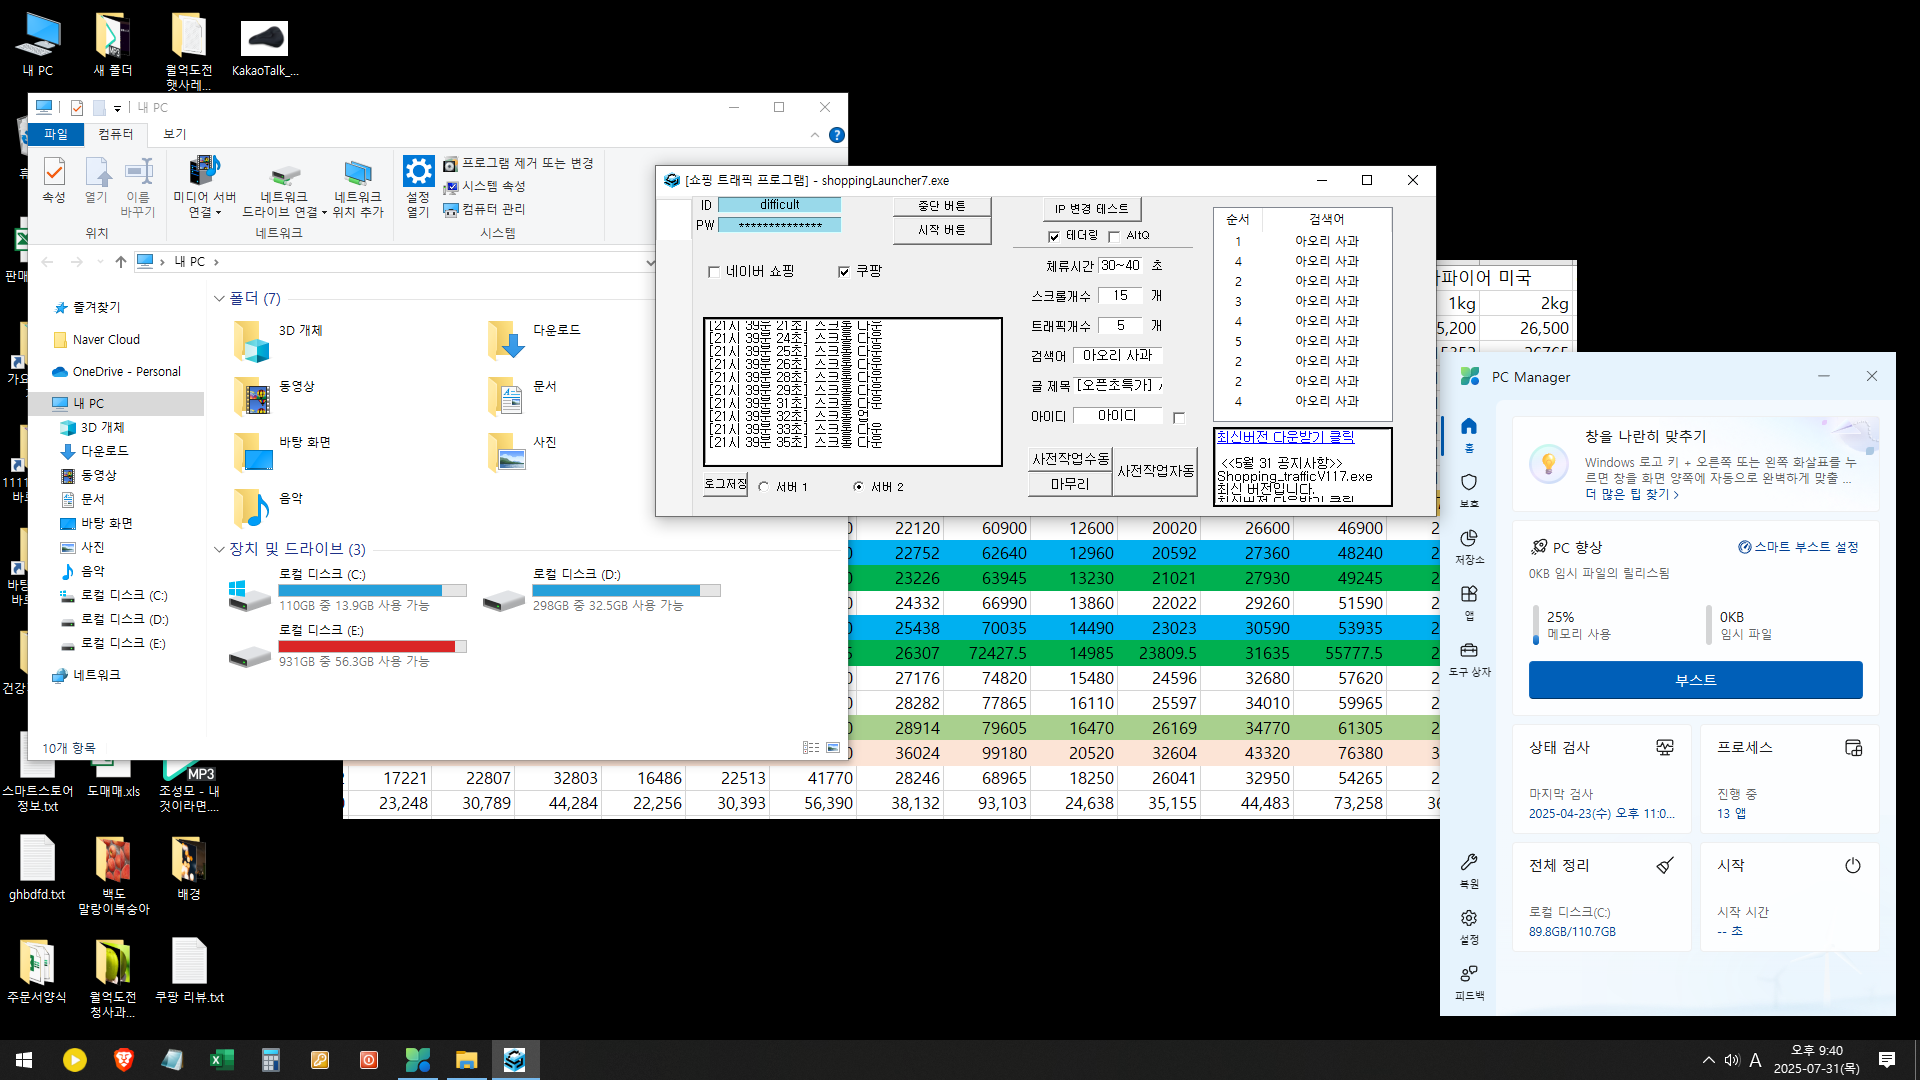 내 PC
새 폴더
월억도전
햇사레...
KakaoTalk_...
내 PC
파일
컴퓨터
보기
속성
열기
이름
바꾸기
위치
미디어 서버
연결
네트워크
드라이브 연결
네트워크
위치 추가
네트워크
설정
열기
프로그램 제거 또는 변경
시스템 속성
컴퓨터 관리
시스템
내 PC
즐겨찾기
Naver Cloud
OneDrive - Personal
내 PC
3D 개체
다운로드
동영상
문서
바탕 화면
사진
음악
로컬 디스크 (C:)
로컬 디스크 (D:)
로컬 디스크 (E:)
네트워크
폴더 (7)
3D 개체
다운로드
동영상
문서
바탕 화면
사진
음악
장치 및 드라이브 (3)
로컬 디스크 (C:)
110GB 중 13.9GB 사용 가능
로컬 디스크 (D:)
298GB 중 32.5GB 사용 가능
로컬 디스크 (E:)
931GB 중 56.3GB 사용 가능
10개 항목
[쇼핑 트래픽 프로그램] - shoppingLauncher7.exe
ID difficult
PW **************
중단 버튼
시작 버튼
IP 변경 테스트
테더링 AltQ
네이버 쇼핑 쿠팡
체류시간 30~40 초
스크롤개수 15 개
트래픽개수 5 개
검색어 아오리 사과
글 제목 [오픈초특가]
아이디 아이디
[21시 39분 21초] 스크롤 다운
[21시 39분 24초] 스크롤 다운
[21시 39분 25초] 스크롤 다운
[21시 39분 26초] 스크롤 다운
[21시 39분 28초] 스크롤 다운
[21시 39분 29초] 스크롤 다운
[21시 39분 31초] 스크롤 다운
[21시 39분 32초] 스크롤 업
[21시 39분 33초] 스크롤 다운
[21시 39분 35초] 스크롤 다운
로그저장 서버 1 서버 2
사전작업수동
마무리
사전작업자동
순서 검색어
1 아오리 사과
4 아오리 사과
2 아오리 사과
3 아오리 사과
4 아오리 사과
5 아오리 사과
2 아오리 사과
2 아오리 사과
4 아오리 사과
최신버전 다운받기 클릭
<<5월 31 공지사항>>
Shopping_trafficV117.exe
최신 버전입니다.
최신버전 다운받기 클릭
파이어 미국
1kg 2kg
5,200 26,500
22120 60900 12600 20020 26600 46900 2
22752 62640 12960 20592 27360 48240 2
23226 63945 13230 21021 27930 49245 2
24332 66990 13860 22022 29260 51590 2
25438 70035 14490 23023 30590 53935 2
26307 72427.5 14985 23809.5 31635 55777.5 2
27176 74820 15480 24596 32680 57620 2
28282 77865 16110 25597 34010 59965 2
28914 79605 16470 26169 34770 61305 2
36024 99180 20520 32604 43320 76380 3
17221 22807 32803 16486 22513 41770 28246 68965 18250 26041 32950 54265 2
23,248 30,789 44,284 22,256 30,393 56,390 38,132 93,103 24,638 35,155 44,483 73,258 36
PC Manager
홈
보호
저장소
앱
도구 상자
복원
설정
피드백
창을 나란히 맞추기
Windows 로고 키 + 오른쪽 또는 왼쪽 화살표를 누
르면 창을 화면 양쪽에 자동으로 완벽하게 맞출 ...
더 많은 팁 찾기 >
PC 향상
스마트 부스트 설정
0KB 임시 파일의 릴리스됨
25%
메모리 사용
0KB
임시 파일
부스트
상태 검사
마지막 검사
2025-04-23(수) 오후 11:0...
프로세스
진행 중
13 앱
전체 정리
로컬 디스크(C:)
89.8GB/110.7GB
시작
시작 시간
-- 초
스마트스토어
정보.txt
도매매.xls
MP3
조성모 - 내
것이라면....
ghbdfd.txt
백도
말랑이복숭아
배경
주문서양식
월억도전
청사과...
쿠팡 리뷰.txt
A
오후 9:40
2025-07-31(목)